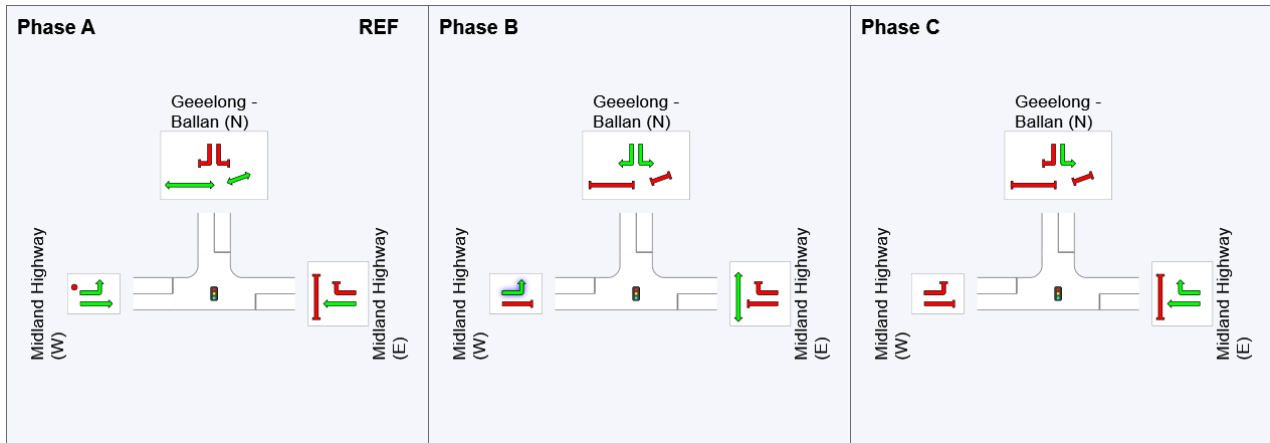 Phase A
REF
Geeelong -
Ballan (N)
Midland Highway
(W)
Midland Highway
(E)
Phase B
Geeelong -
Ballan (N)
Midland Highway
(W)
Midland Highway
(E)
Phase C
Geeelong -
Ballan (N)
Midland Highway
(W)
Midland Highway
(E)